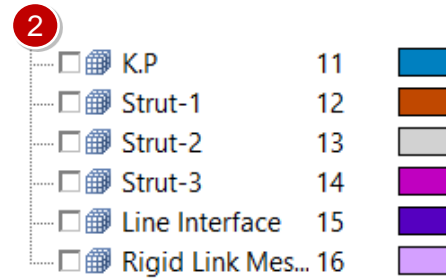 2
K.P 11
Strut-1 12
Strut-2 13
Strut-3 14
Line Interface 15
Rigid Link Mes... 16